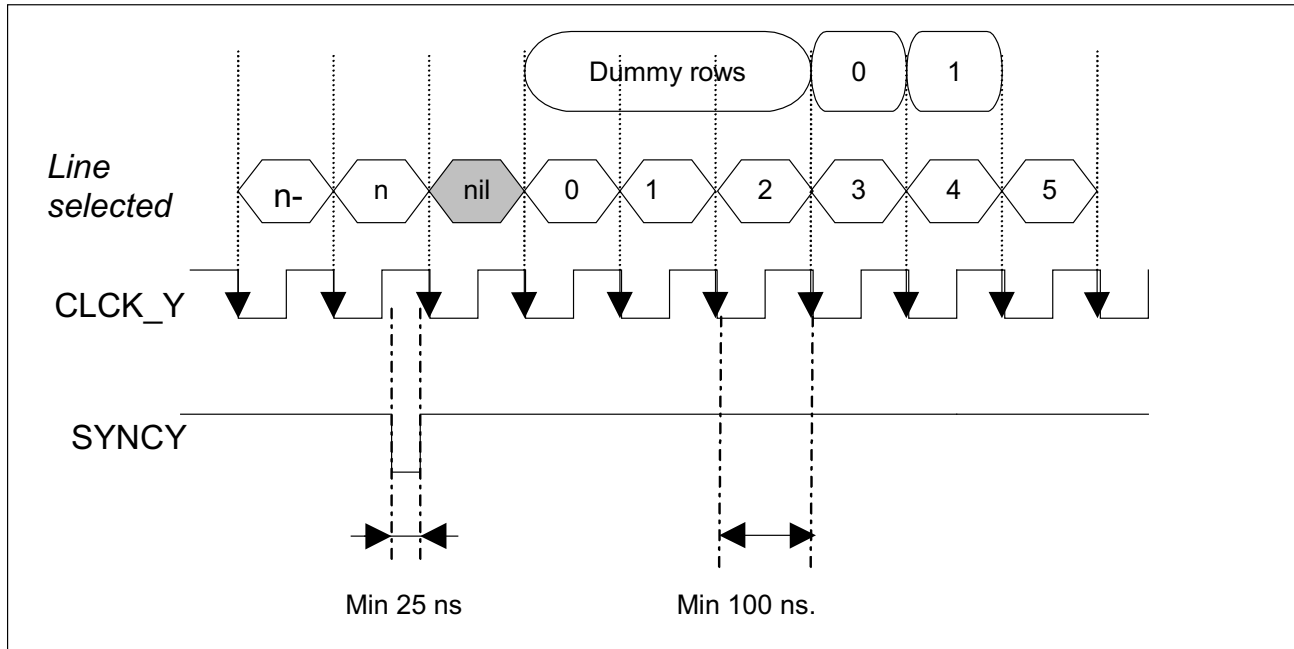 Dummy rows 0 1
Line
selected
n- n nil 0 1 2 3 4 5
CLCK_Y
SYNCY
Min 25 ns Min 100 ns.